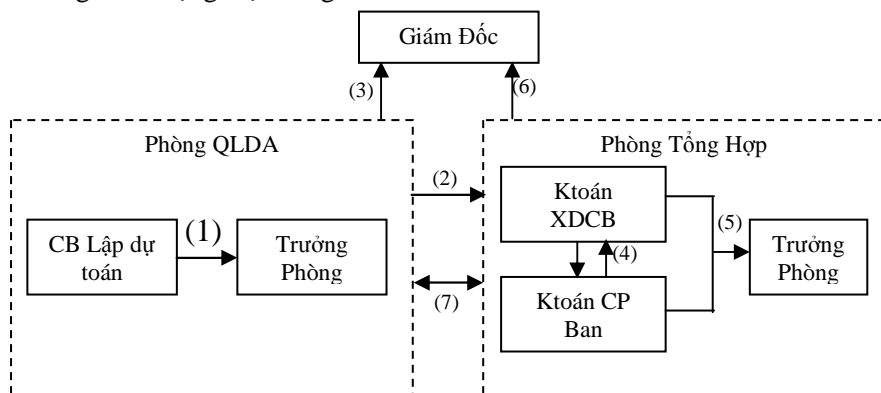 Giám Đốc
(3)
(6)
Phòng QLDA
Phòng Tổng Hợp
(2)
Ktoán
XDCB
CB Lập dự
toán
(1)
Trưởng
Phòng
(4)
(5)
Trưởng
Phòng
(7)
Ktoán CP
Ban